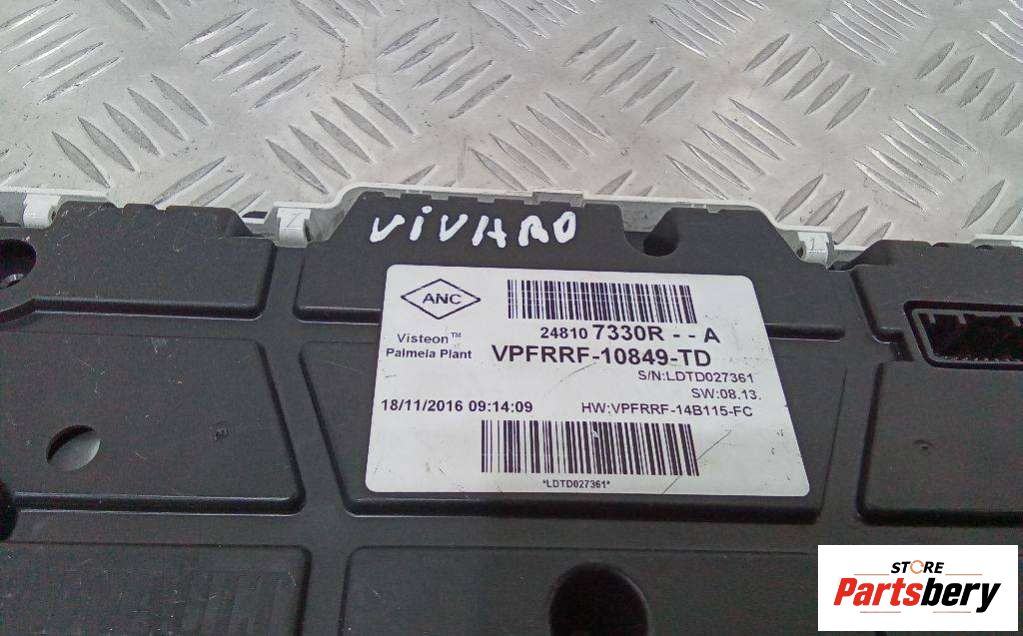 VIVARO
ANC
Visteon™
Palmela Plant
24810 7330R - - A
VPFRRF-10849-TD
S/N:LDTD027361
SW:08.13.
18/11/2016 09:14:09
HW:VPFRRF-14B115-FC
*LDTD027361*
STORE
Partsbery